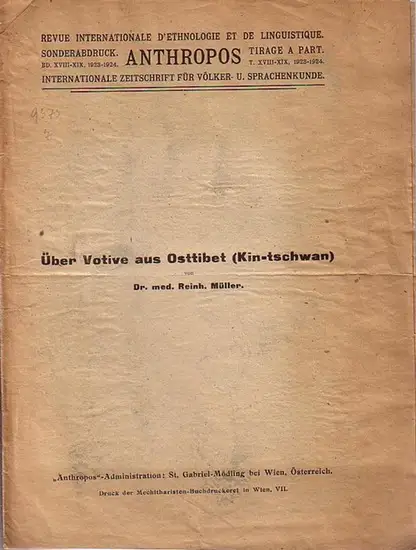 REVUE INTERNATIONALE D'ETHNOLOGIE ET DE LINGUISTIQUE.
SONDERABDRUCK. ANTHROPOS TIRAGE A PART.
BD. XVIII-XIX, 1923-1924. T. XVIII-XIX, 1923-1924.
INTERNATIONALE ZEITSCHRIFT FÜR VÖLKER- U. SPRACHENKUNDE.
Über Votive aus Osttibet (Kin-tschwan)
von
Dr. med. Reinh. Müller.
„Anthropos"-Administration: St. Gabriel-Mödling bei Wien, Österreich.
Druck der Mechitharisten-Buchdruckerei in Wien, VII.